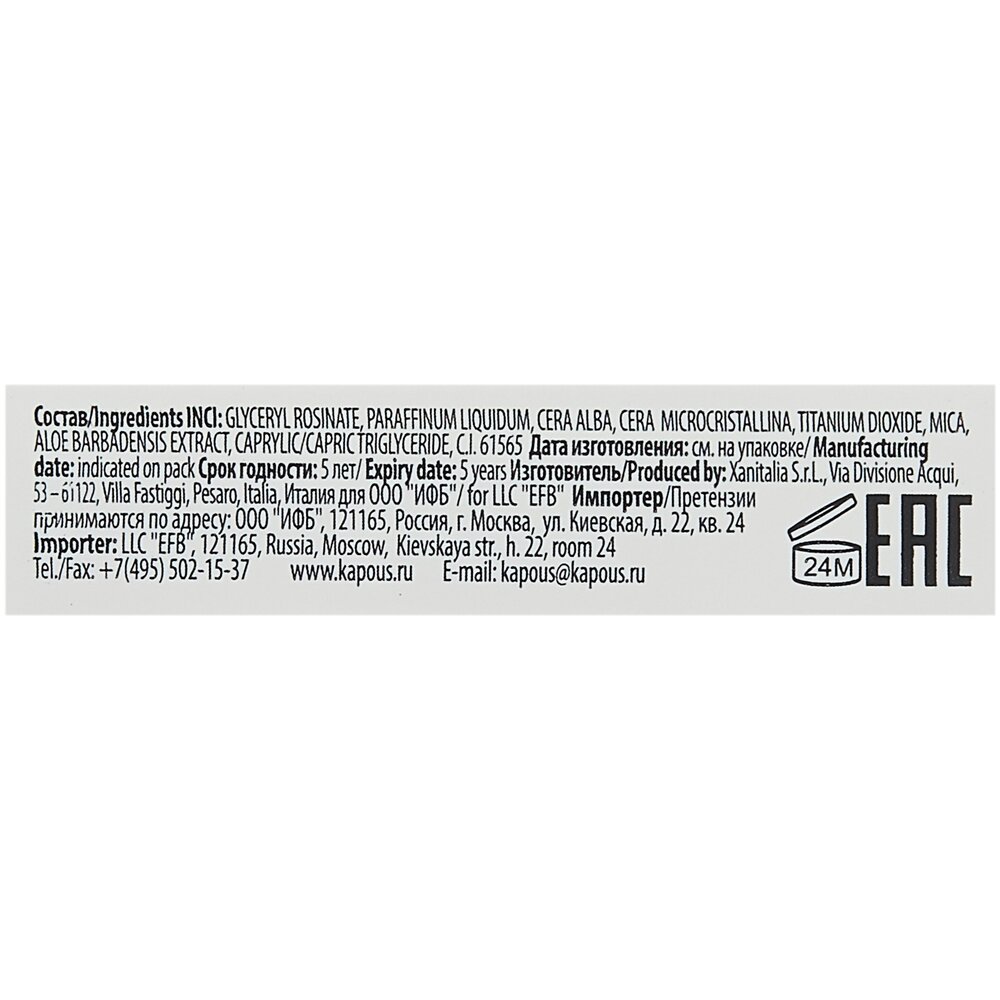 Состав/Ingredients INCI: GLYCERYL ROSINATE, PARAFFINUM LIQUIDUM, CERA ALBA, CERA MICROCRISTALLINA, TITANIUM DIOXIDE, MICA,
ALOE BARBADENSIS EXTRACT, CAPRYLIC/CAPRIC TRIGLYCERIDE, C.I. 61565 Дата изготовления: см. на упаковке/ Manufacturing
date: indicated on pack Срок годности: 5 лет/ Expiry date: 5 years Изготовитель/Produced by: Xanitalia S.r.L., Via Divisione Acqui,
53 – 61122, Villa Fastiggi, Pesaro, Italia, Италия для ООО "ИФБ"/ for LLC "EFB" Импортер/Претензии
принимаются по адресу: ООО "ИФБ", 121165, Россия, г. Москва, ул. Киевская, д. 22, кв. 24
Importer: LLC "EFB", 121165, Russia, Moscow, Kievskaya str., h. 22, room 24
Tel./Fax: +7(495) 502-15-37 www.kapous.ru E-mail: kapous@kapous.ru
24M
EAC